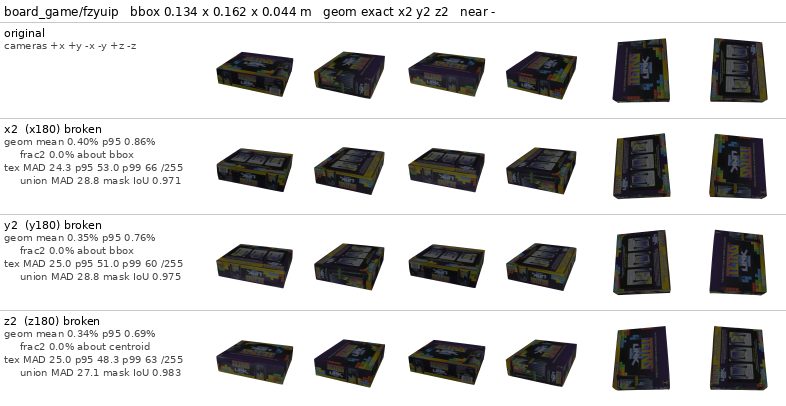 board_game/fzyuip   bbox 0.134 x 0.162 x 0.044 m   geom exact x2 y2 z2   near -
original
cameras +x +y -x -y +z -z
x2  (x180) broken
geom mean 0.40% p95 0.86%
frac2 0.0% about bbox
tex MAD 24.3 p95 53.0 p99 66 /255
union MAD 28.8 mask IoU 0.971
y2  (y180) broken
geom mean 0.35% p95 0.76%
frac2 0.0% about bbox
tex MAD 25.0 p95 51.0 p99 60 /255
union MAD 28.8 mask IoU 0.975
z2  (z180) broken
geom mean 0.34% p95 0.69%
frac2 0.0% about centroid
tex MAD 25.0 p95 48.3 p99 63 /255
union MAD 27.1 mask IoU 0.983